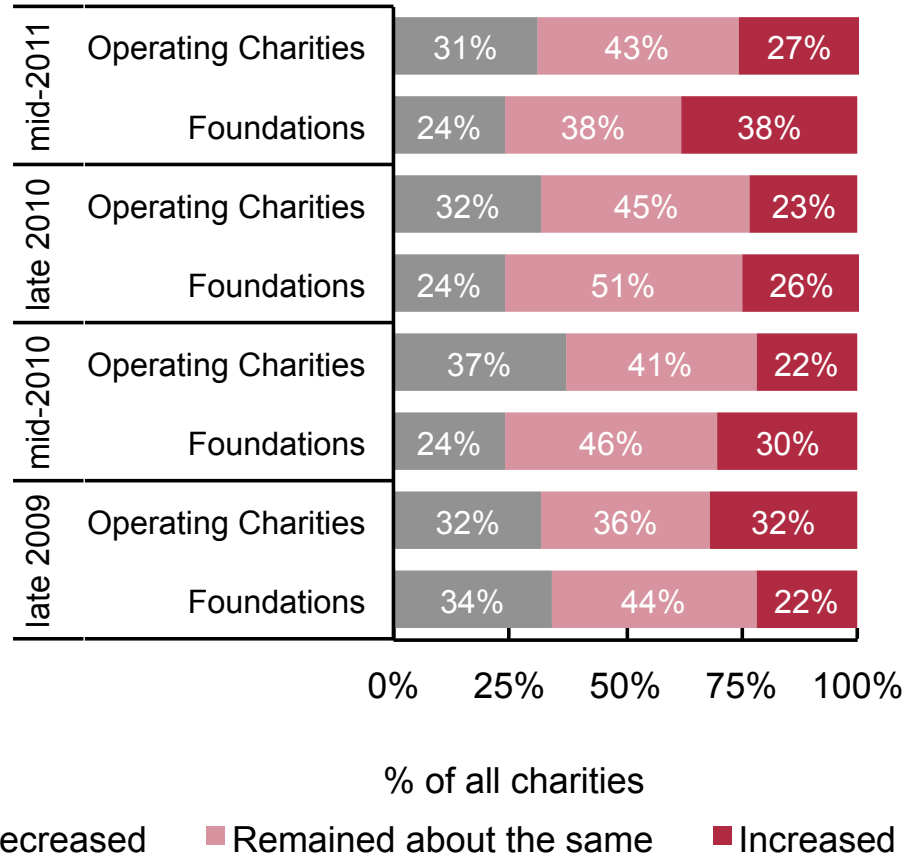 mid-2011
Operating Charities 31% 43% 27%
Foundations 24% 38% 38%
late 2010
Operating Charities 32% 45% 23%
Foundations 24% 51% 26%
mid-2010
Operating Charities 37% 41% 22%
Foundations 24% 46% 30%
late 2009
Operating Charities 32% 36% 32%
Foundations 34% 44% 22%
0% 25% 50% 75% 100%
% of all charities
ecreased Remained about the same Increased